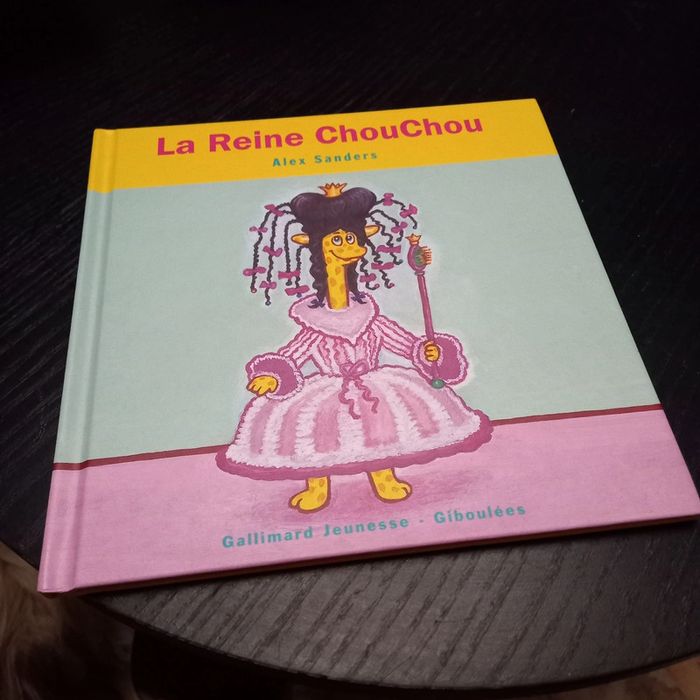 La Reine ChouChou
Alex Sanders
Gallimard Jeunesse - Giboulées